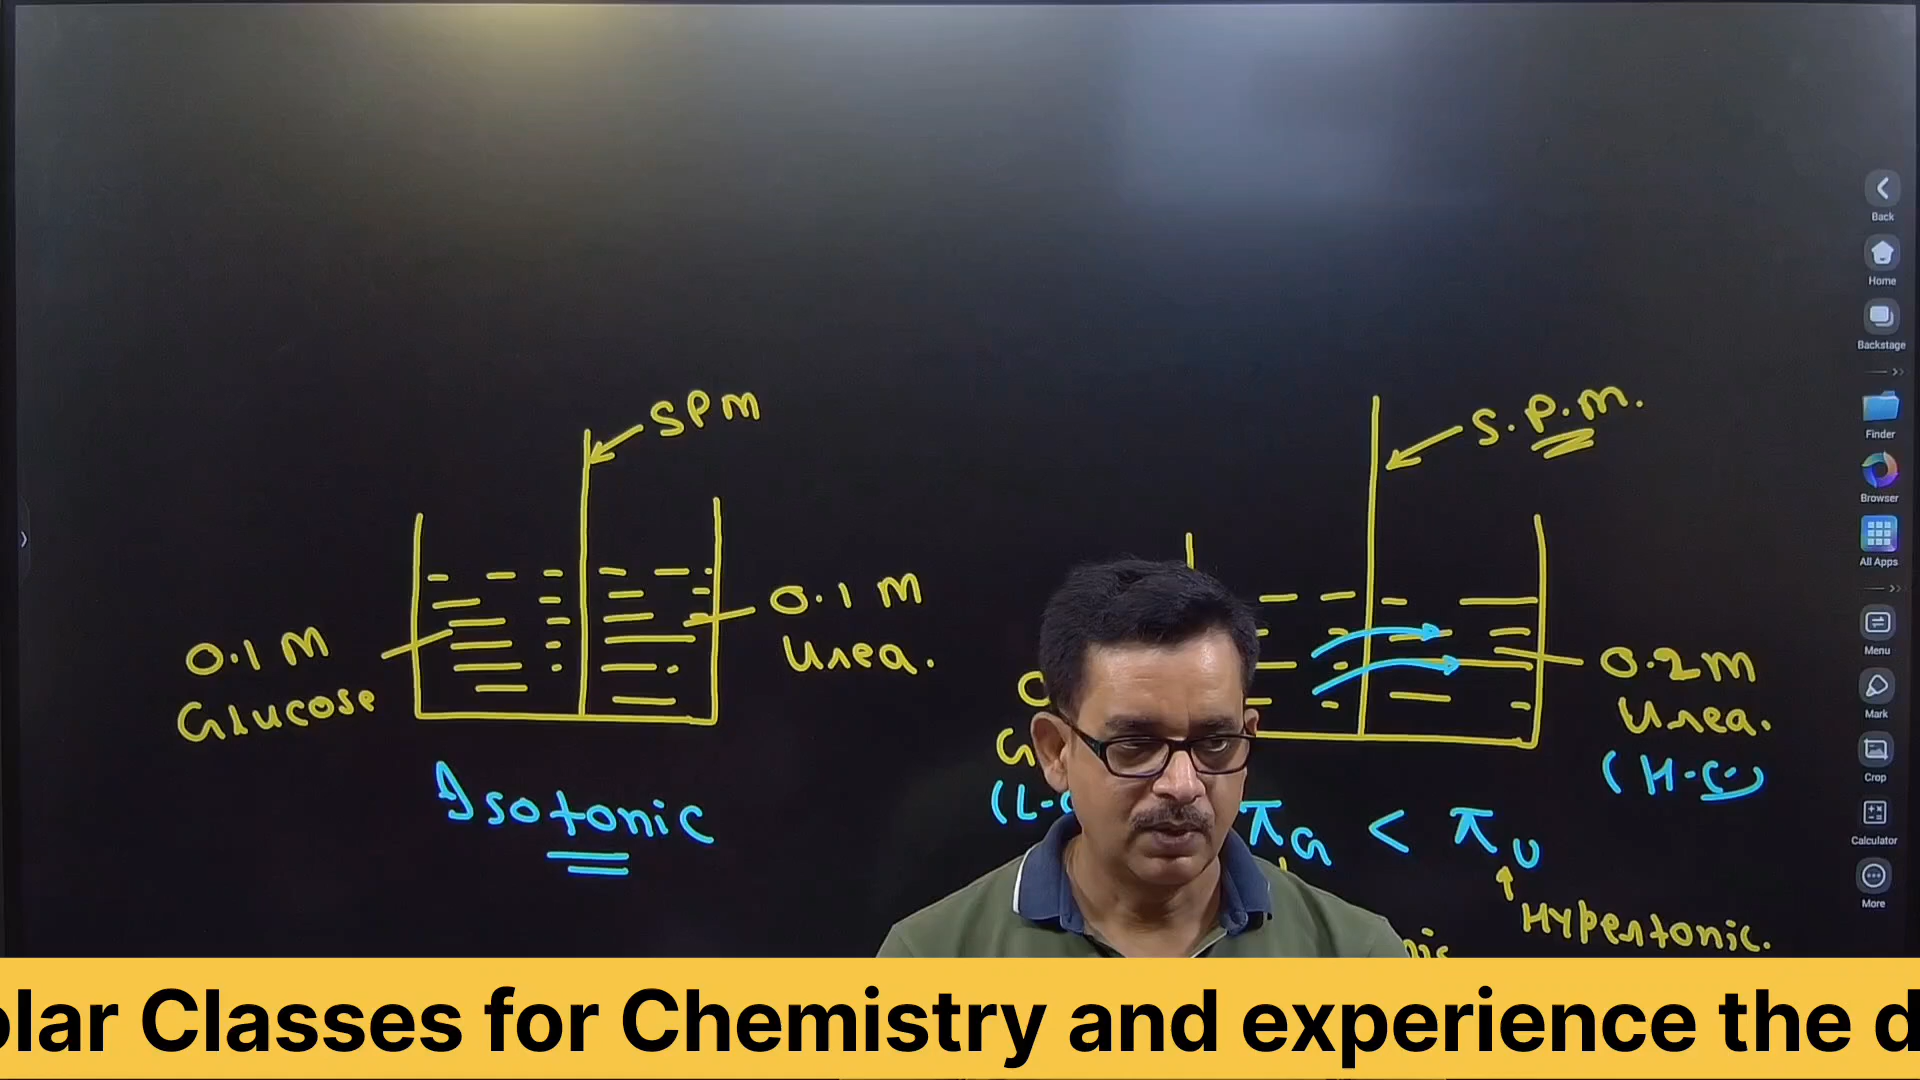 SPM
0.1 M
Glucose
0.1 M
Urea.
Isotonic
S.P.M.
0.2M
Urea.
(H-C)
πG < πU
Hypertonic.
olar Classes for Chemistry and experience the d
Back
Home
Backstage
Finder
Browser
All Apps
Menu
Mark
Crop
Calculator
More